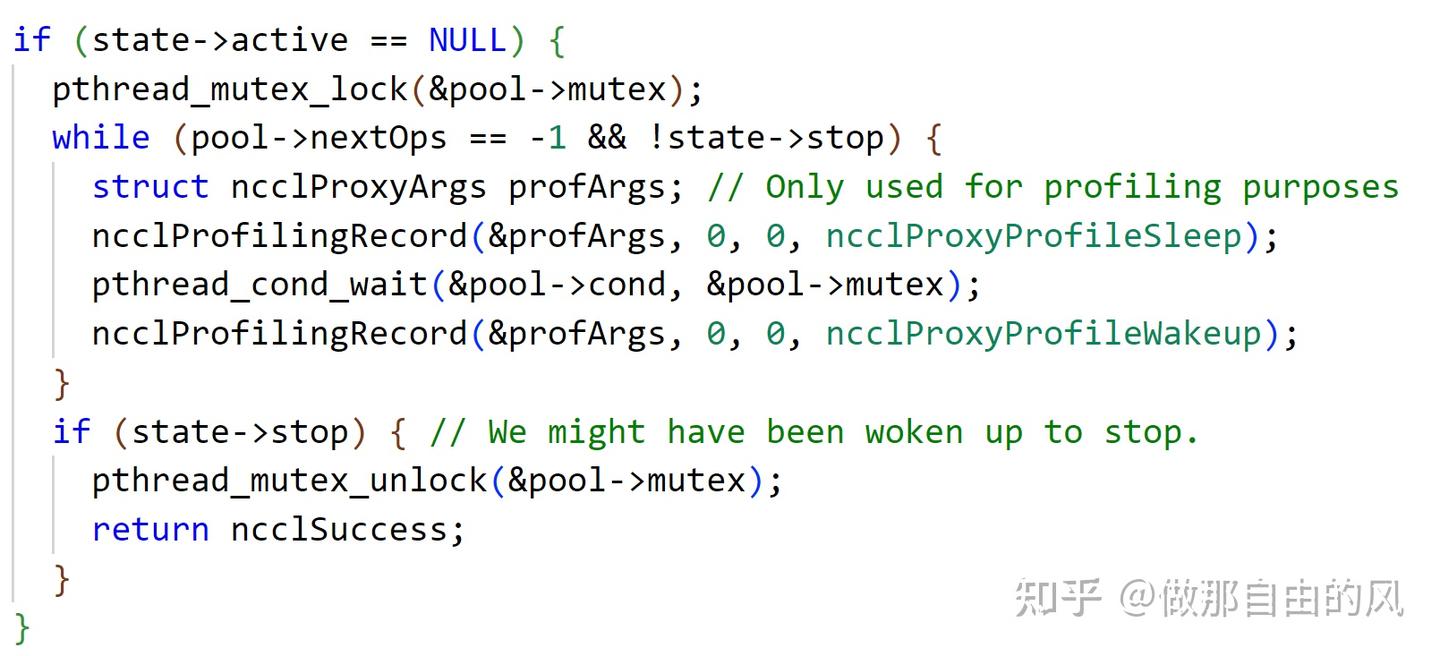 if (state->active == NULL) {
  pthread_mutex_lock(&pool->mutex);
  while (pool->nextOps == -1 && !state->stop) {
    struct ncclProxyArgs profArgs; // Only used for profiling purposes
    ncclProfilingRecord(&profArgs, 0, 0, ncclProxyProfileSleep);
    pthread_cond_wait(&pool->cond, &pool->mutex);
    ncclProfilingRecord(&profArgs, 0, 0, ncclProxyProfileWakeup);
  }
  if (state->stop) { // We might have been woken up to stop.
    pthread_mutex_unlock(&pool->mutex);
    return ncclSuccess;
  }
}
知乎 @做那自由的风